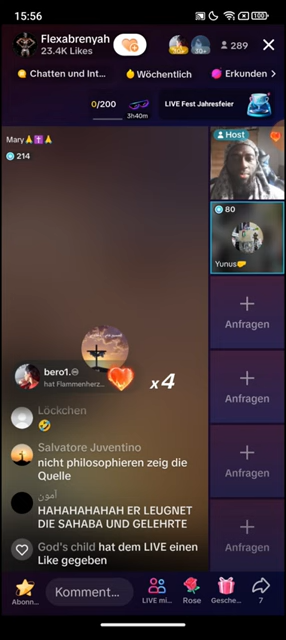 15:56
Flexabrenyah
23.4K Likes
30+
289
Chatten und Int...
Wöchentlich
Erkunden
0/200
3h40m
LIVE Fest Jahresfeier
Mary🙏✝️🙏
214
Host
80
Yunus🤛
Anfragen
Anfragen
Anfragen
Anfragen
bero1.♾
hat Flammenherz...
x4
Löckchen
🤣
Salvatore Juventino
nicht philosophieren zeig die
Quelle
آمون
HAHAHAHAHAH ER LEUGNET
DIE SAHABA UND GELEHRTE
God's child hat dem LIVE einen
Like gegeben
Abonn...
Komment...
LIVE mi...
Rose
Gesche...
7